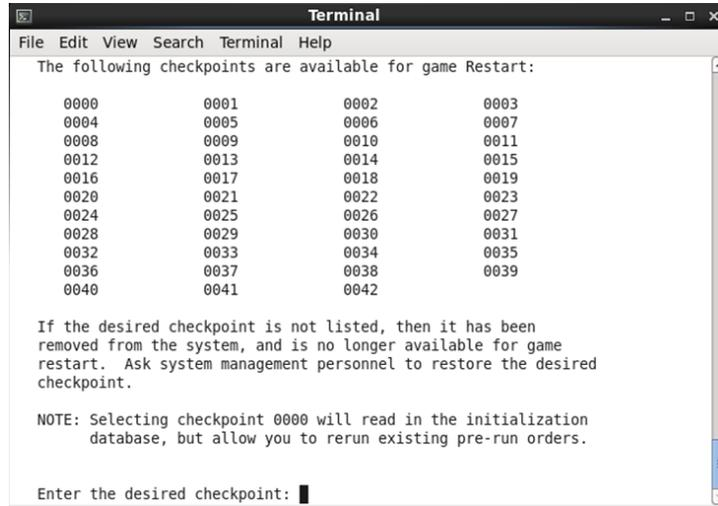 Terminal
File Edit View Search Terminal Help
The following checkpoints are available for game Restart:
0000 0001 0002 0003
0004 0005 0006 0007
0008 0009 0010 0011
0012 0013 0014 0015
0016 0017 0018 0019
0020 0021 0022 0023
0024 0025 0026 0027
0028 0029 0030 0031
0032 0033 0034 0035
0036 0037 0038 0039
0040 0041 0042
If the desired checkpoint is not listed, then it has been
removed from the system, and is no longer available for game
restart. Ask system management personnel to restore the desired
checkpoint.
NOTE: Selecting checkpoint 0000 will read in the initialization
database, but allow you to rerun existing pre-run orders.
Enter the desired checkpoint: